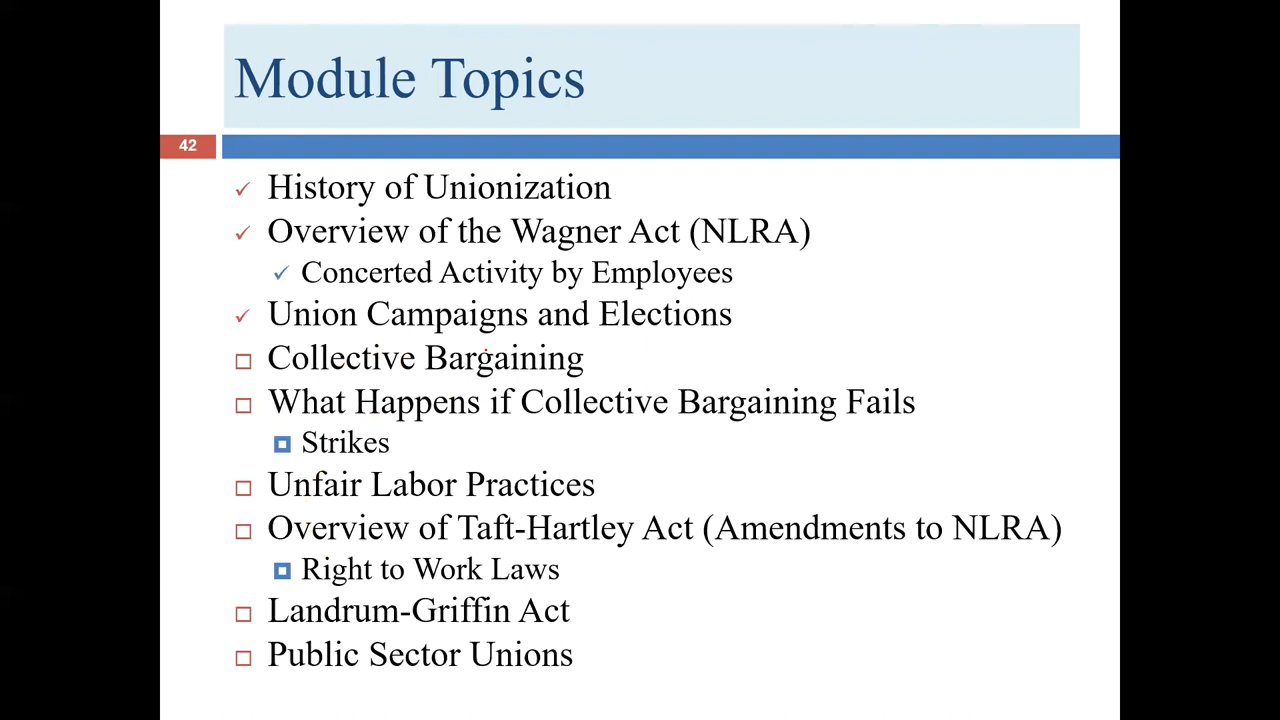 Module Topics
42
History of Unionization
Overview of the Wagner Act (NLRA)
Concerted Activity by Employees
Union Campaigns and Elections
Collective Bargaining
What Happens if Collective Bargaining Fails
Strikes
Unfair Labor Practices
Overview of Taft-Hartley Act (Amendments to NLRA)
Right to Work Laws
Landrum-Griffin Act
Public Sector Unions